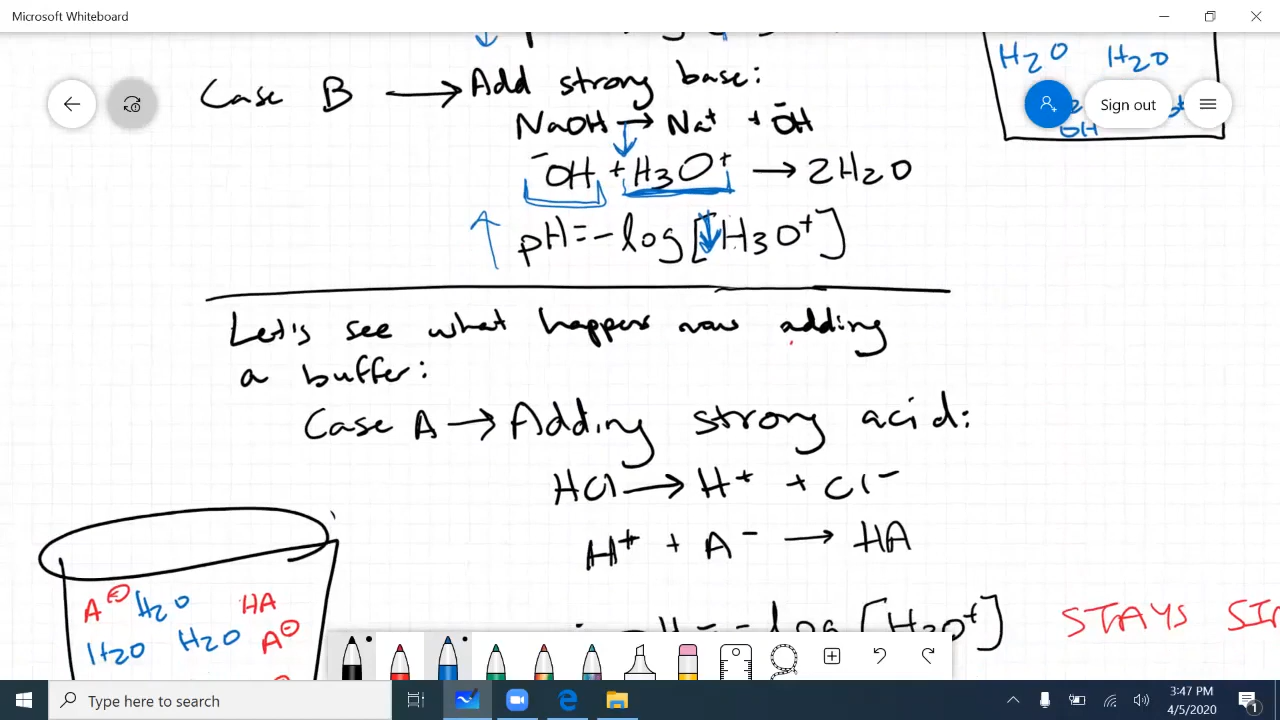 Microsoft Whiteboard
H2O H2O
Sign out
OH
Case B → Add strong base:
NaOH → Na+ + -OH
-OH + H3O+ → 2H2O
↑ pH = -log[↓H3O+]
Let's see what happens now adding
a buffer:
Case A → Adding strong acid:
HCl → H+ + Cl-
H+ + A- → HA
pH = -log[H3O+] STAYS
A⊖ H2O HA
H2O H2O A⊖
Type here to search
3:47 PM
4/5/2020
1